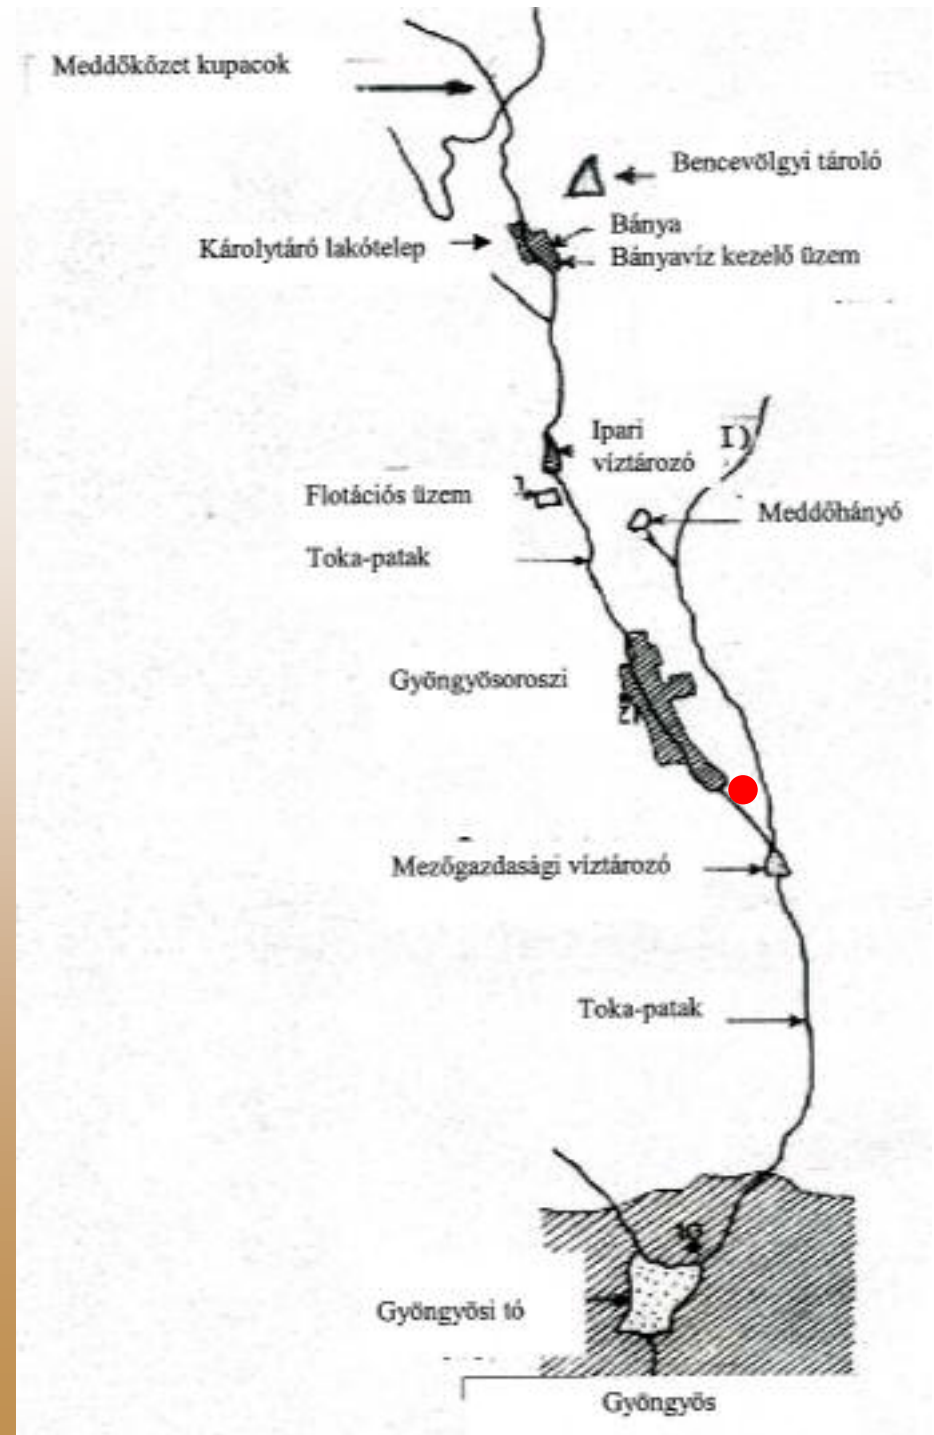 Meddőkőzet kupacok
Bencevölgyi tároló
Bánya
Károlytáró lakótelep
Bányavíz kezelő üzem
Ipari
víztározó
Flotációs üzem
Meddőhányó
Toka-patak
Gyöngyösoroszi
Mezőgazdasági víztározó
Toka-patak
Gyöngyösi tó
Gyöngyös